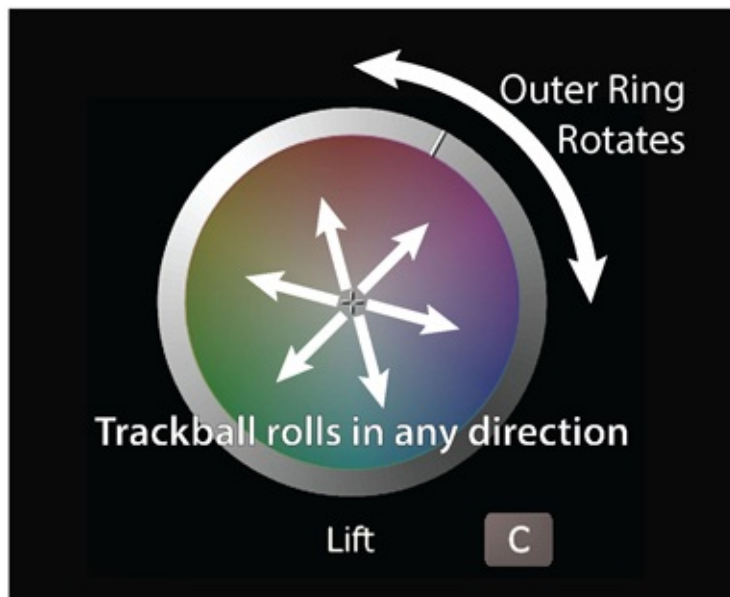 Outer Ring
Rotates
Trackball rolls in any direction
Lift
C